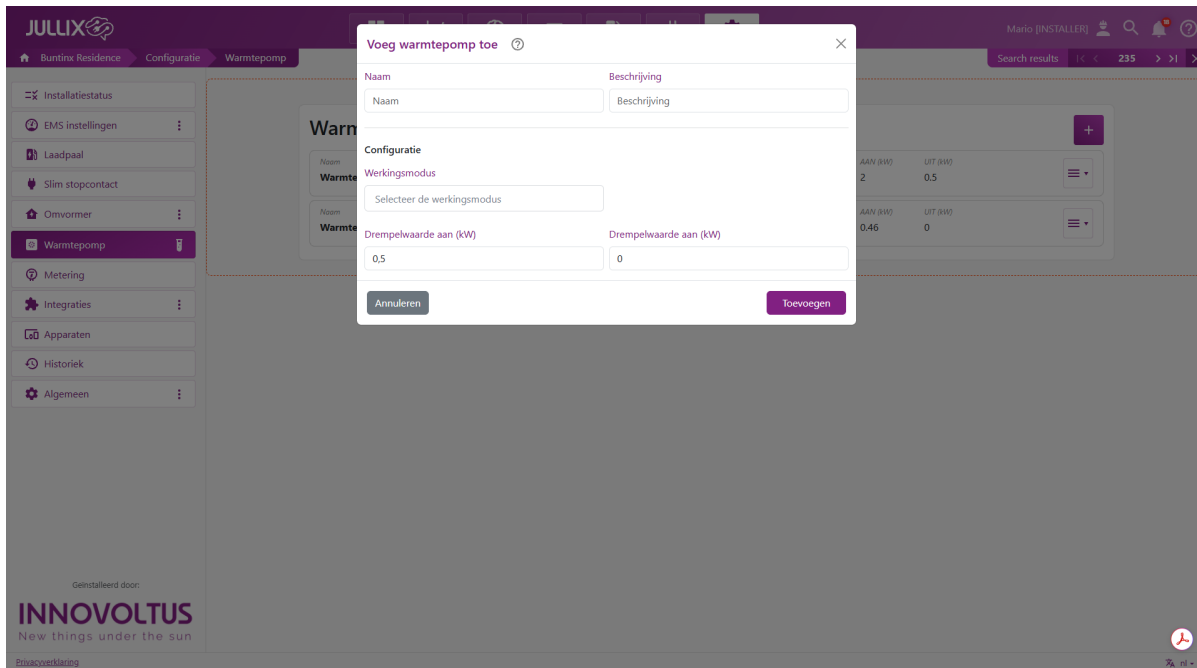 JULLIX
Mario [INSTALLER]
18
Buntinx Residence
Configuratie
Warmtepomp
Search results
235
Voeg warmtepomp toe
Naam
Beschrijving
Naam
Beschrijving
Configuratie
Werkingsmodus
Selecteer de werkingsmodus
Drempelwaarde aan (kW)
Drempelwaarde aan (kW)
0,5
0
Annuleren
Toevoegen
Installatiestatus
EMS instellingen
Laadpaal
Slim stopcontact
Omvormer
Warmtepomp
Metering
Integraties
Apparaten
Historiek
Algemeen
Naam
AAN (kW)
UIT (kW)
2
0.5
Naam
AAN (kW)
UIT (kW)
0.46
0
Geïnstalleerd door:
INNOVOLTUS
New things under the sun
Privacyverklaring
nl